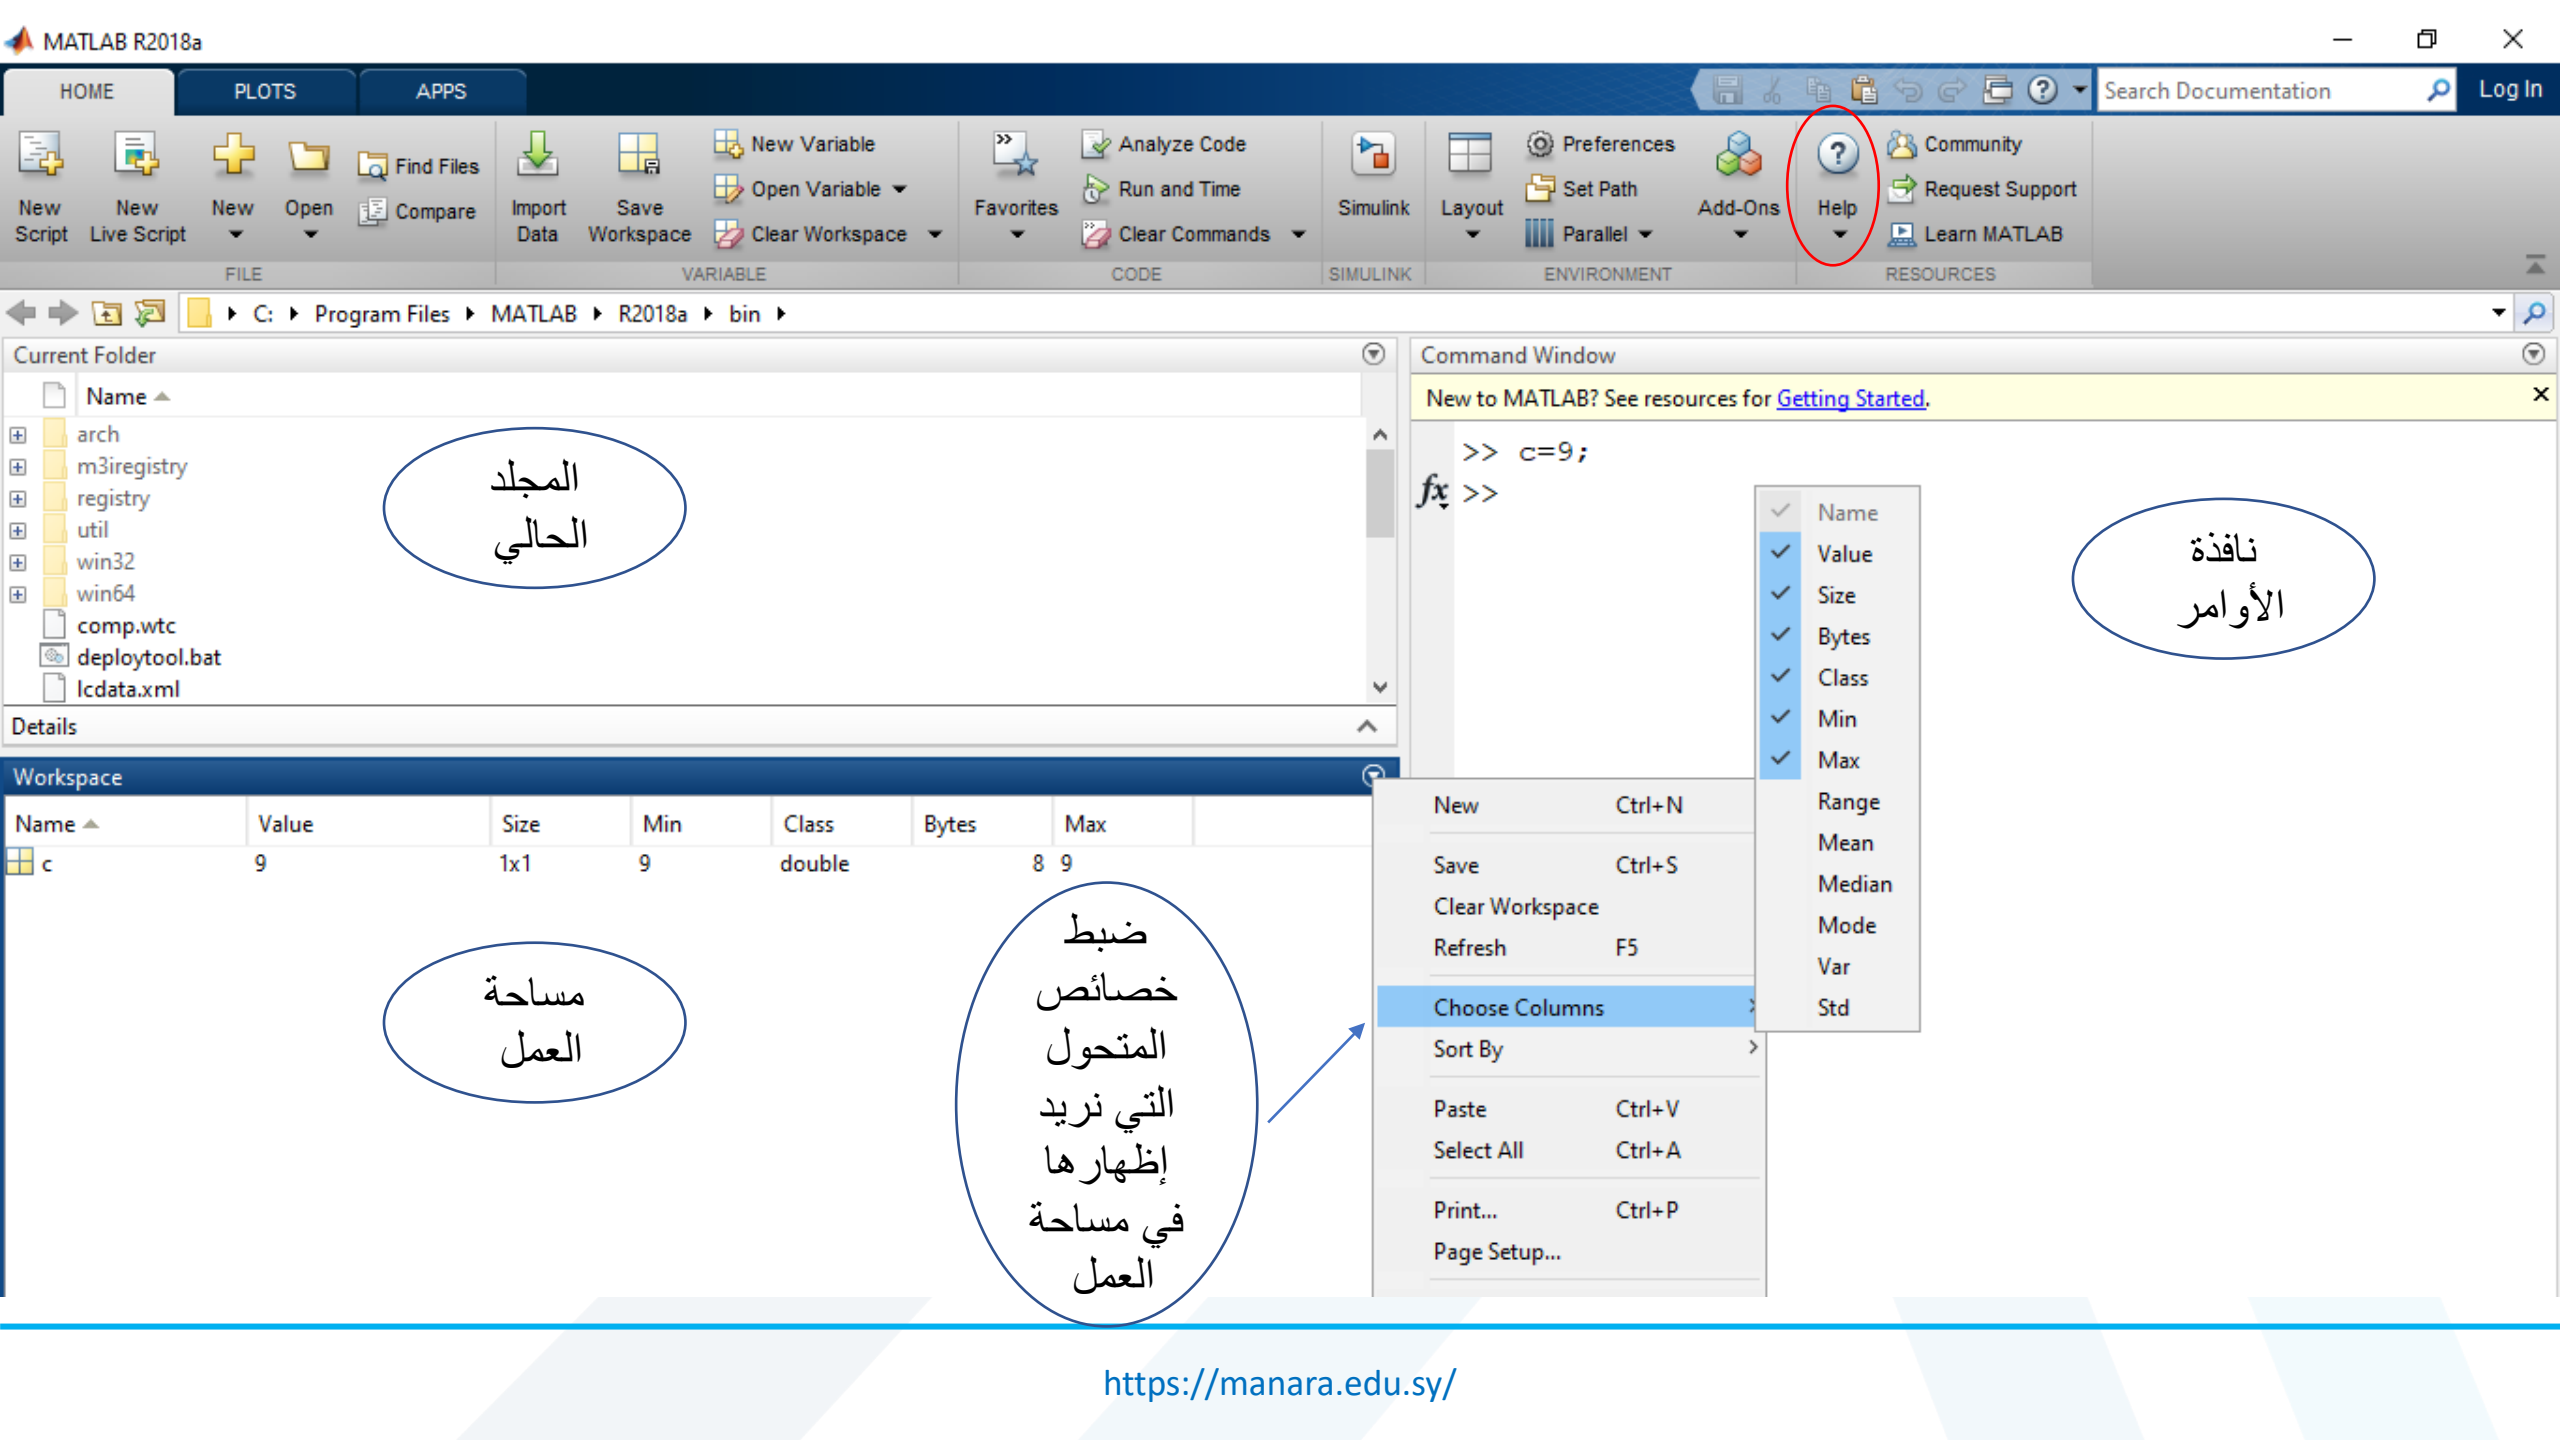 MATLAB R2018a
HOME PLOTS APPS Search Documentation Log In
New Script
New Live Script
New
Open
Find Files
Compare
FILE
Import Data
Save Workspace
New Variable
Open Variable
Clear Workspace
VARIABLE
Favorites
Analyze Code
Run and Time
Clear Commands
CODE
Simulink
SIMULINK
Layout
Preferences
Set Path
Parallel
Add-Ons
ENVIRONMENT
Help
Community
Request Support
Learn MATLAB
RESOURCES
C: Program Files MATLAB R2018a bin
Current Folder
Name
arch
m3iregistry
registry
util
win32
win64
comp.wtc
deploytool.bat
lcdata.xml
Details
المجلد
الحالي
Command Window
New to MATLAB? See resources for Getting Started.
>> c=9;
fx >>
نافذة
الأوامر
Name
Value
Size
Bytes
Class
Min
Max
Range
Mean
Median
Mode
Var
Std
Workspace
Name Value Size Min Class Bytes Max
c 9 1x1 9 double 8 9
مساحة
العمل
ضبط
خصائص
المتحول
التي نريد
إظهارها
في مساحة
العمل
New Ctrl+N
Save Ctrl+S
Clear Workspace
Refresh F5
Choose Columns
Sort By
Paste Ctrl+V
Select All Ctrl+A
Print... Ctrl+P
Page Setup...
https://manara.edu.sy/